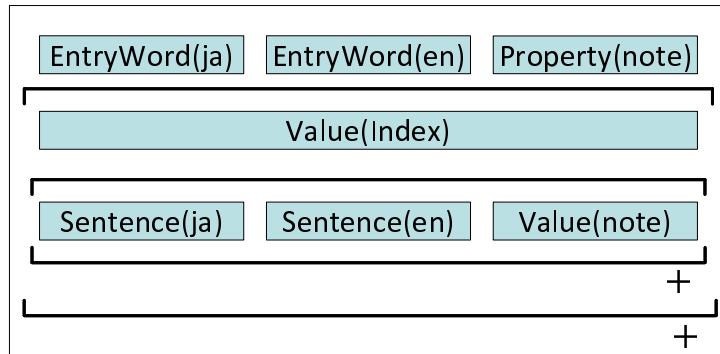 EntryWord(ja) EntryWord(en) Property(note)
Value(Index)
Sentence(ja) Sentence(en) Value(note)
+
+